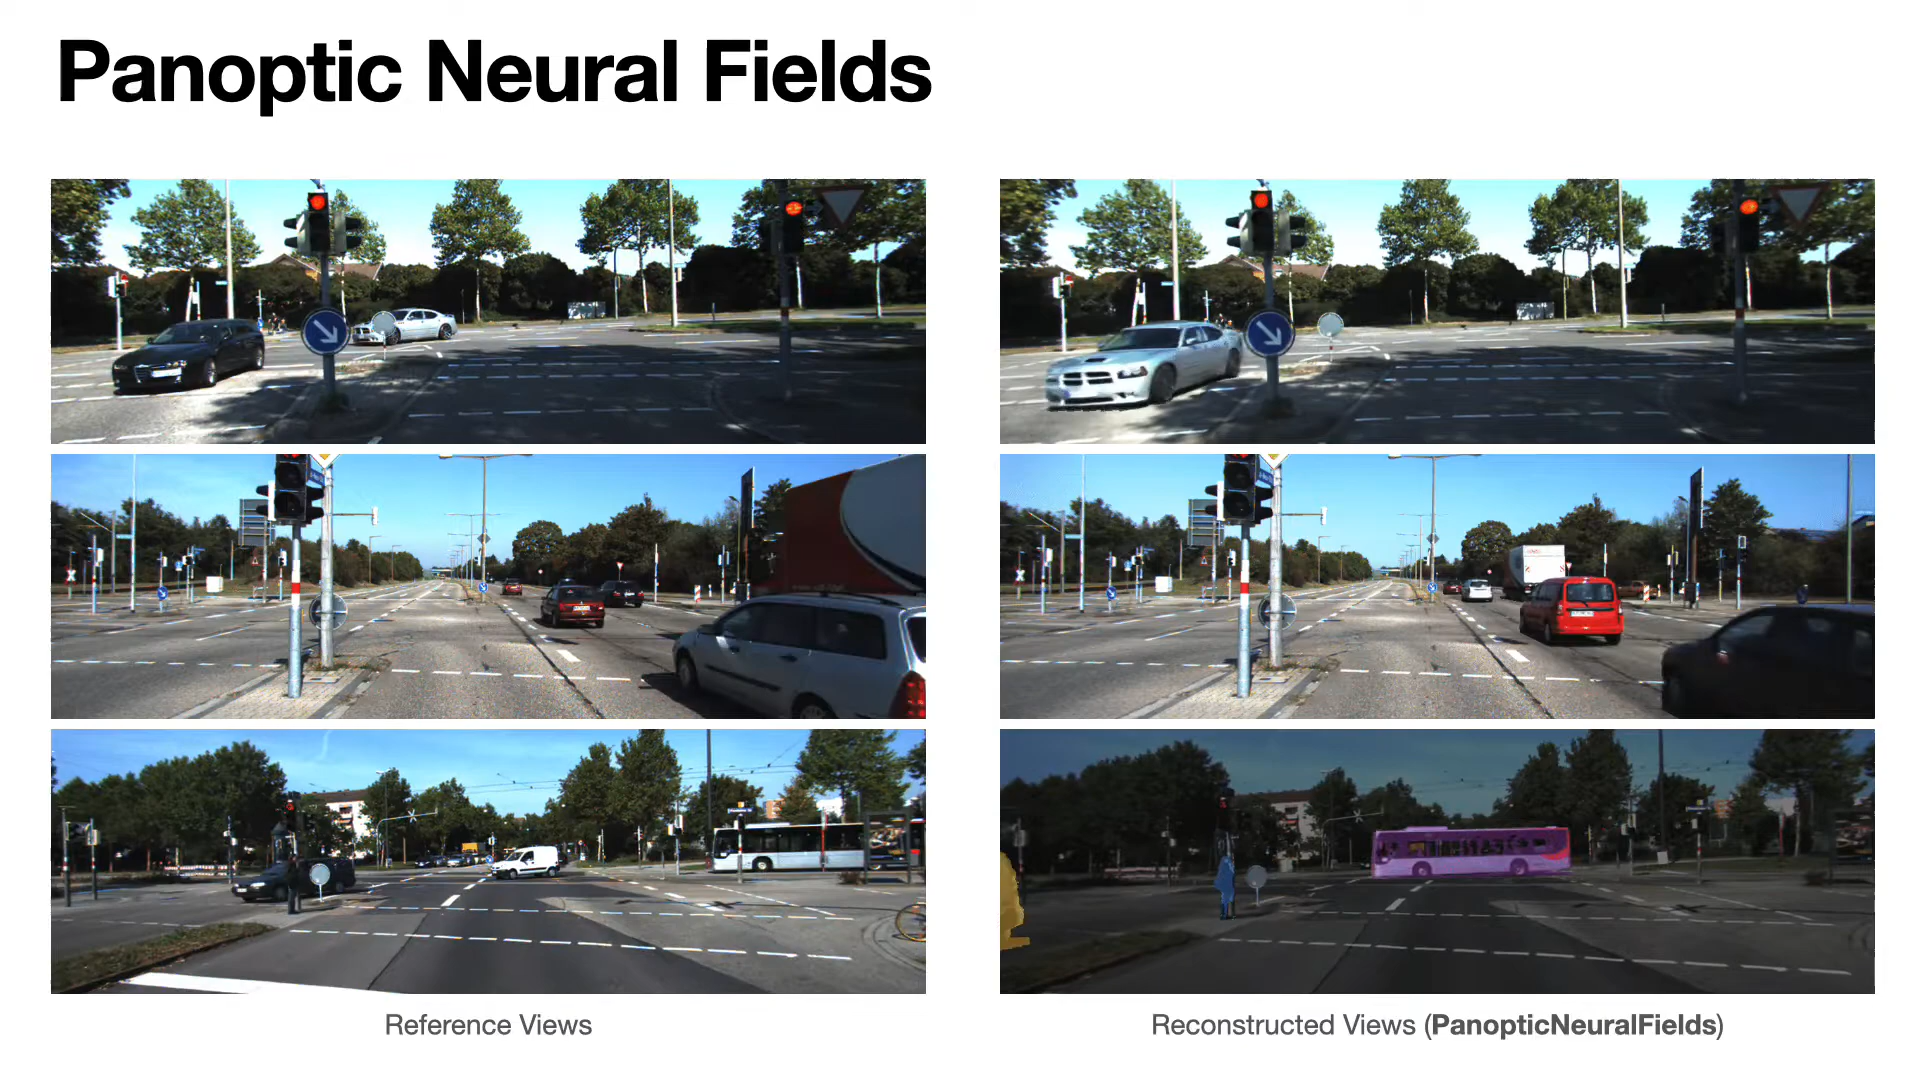 Panoptic Neural Fields
Reference Views
Reconstructed Views (PanopticNeuralFields)